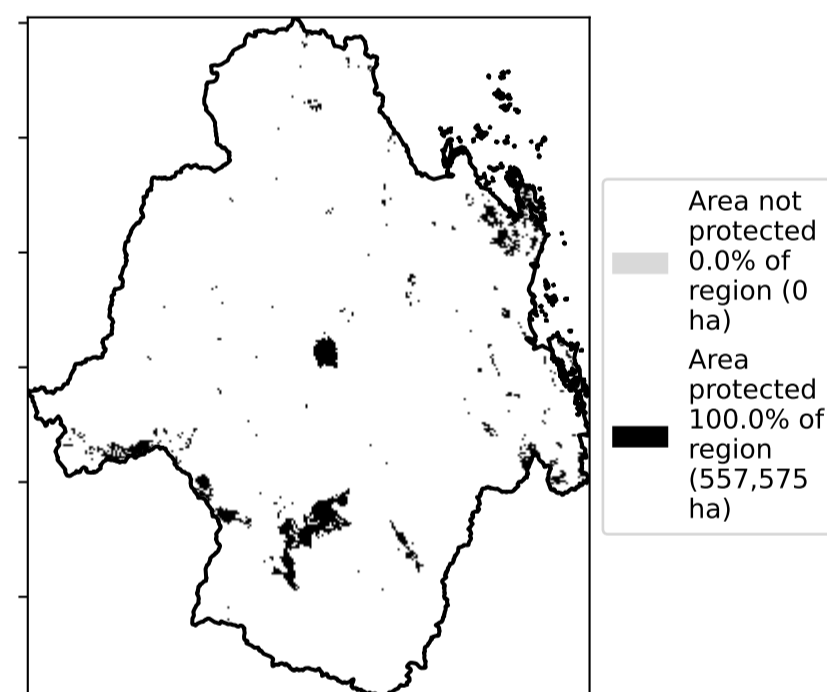 Area not
protected
0.0% of
region (0
ha)
Area
protected
100.0% of
region
(557,575
ha)